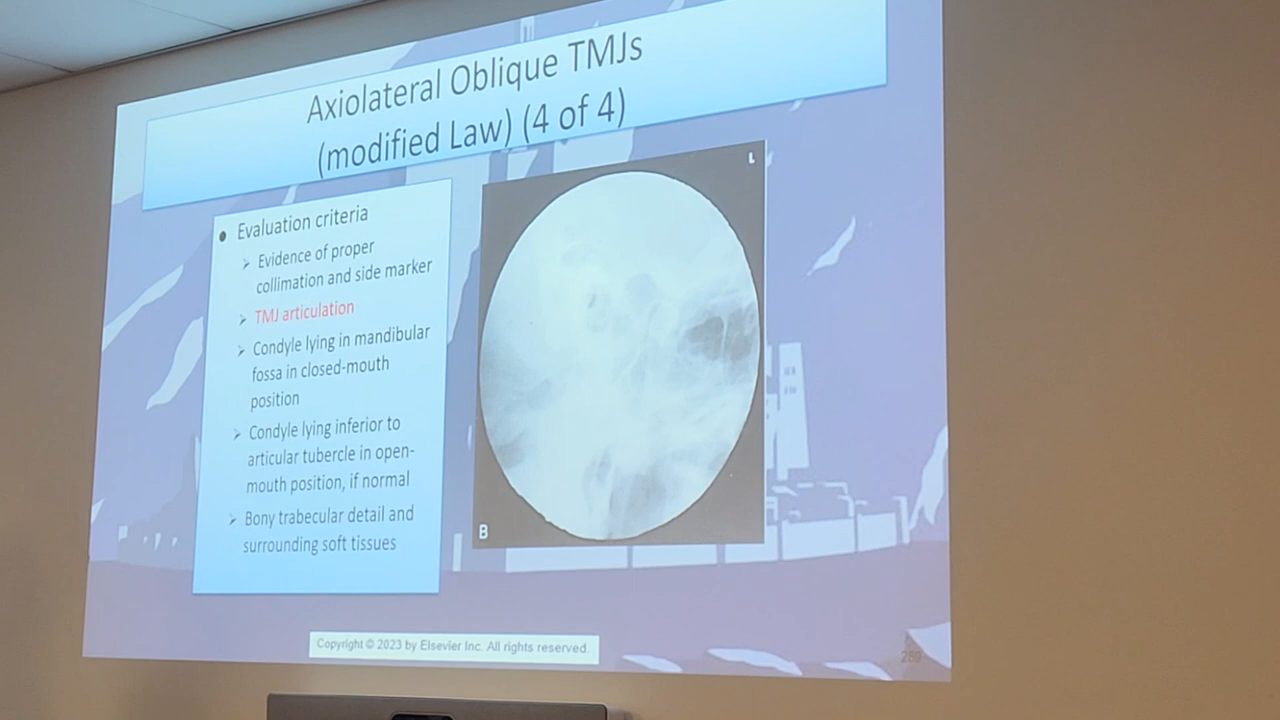 Axiolateral Oblique TMJs
(modified Law) (4 of 4)
● Evaluation criteria
➢ Evidence of proper
collimation and side marker
➢ TMJ articulation
➢ Condyle lying in mandibular
fossa in closed-mouth
position
➢ Condyle lying inferior to
articular tubercle in open-
mouth position, if normal
➢ Bony trabecular detail and
surrounding soft tissues
L
B
Copyright © 2023 by Elsevier Inc. All rights reserved.
289